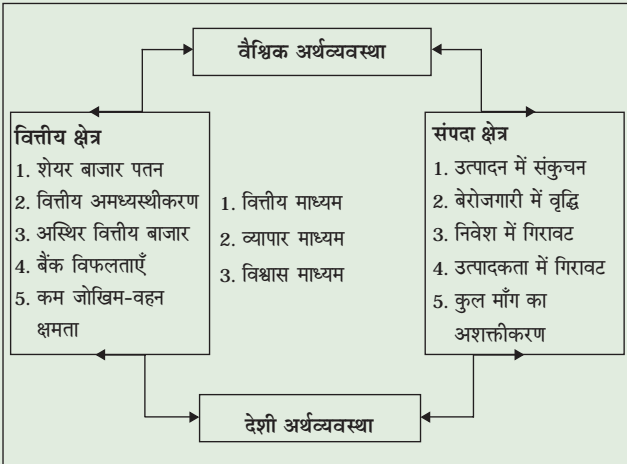 वैश्विक अर्थव्यवस्था
वित्तीय क्षेत्र
1. शेयर बाजार पतन
2. वित्तीय अमध्यस्थीकरण
3. अस्थिर वित्तीय बाजार
4. बैंक विफलताएँ
5. कम जोखिम-वहन
क्षमता
1. वित्तीय माध्यम
2. व्यापार माध्यम
3. विश्वास माध्यम
संपदा क्षेत्र
1. उत्पादन में संकुचन
2. बेरोजगारी में वृद्धि
3. निवेश में गिरावट
4. उत्पादकता में गिरावट
5. कुल माँग का
अशक्तीकरण
देशी अर्थव्यवस्था